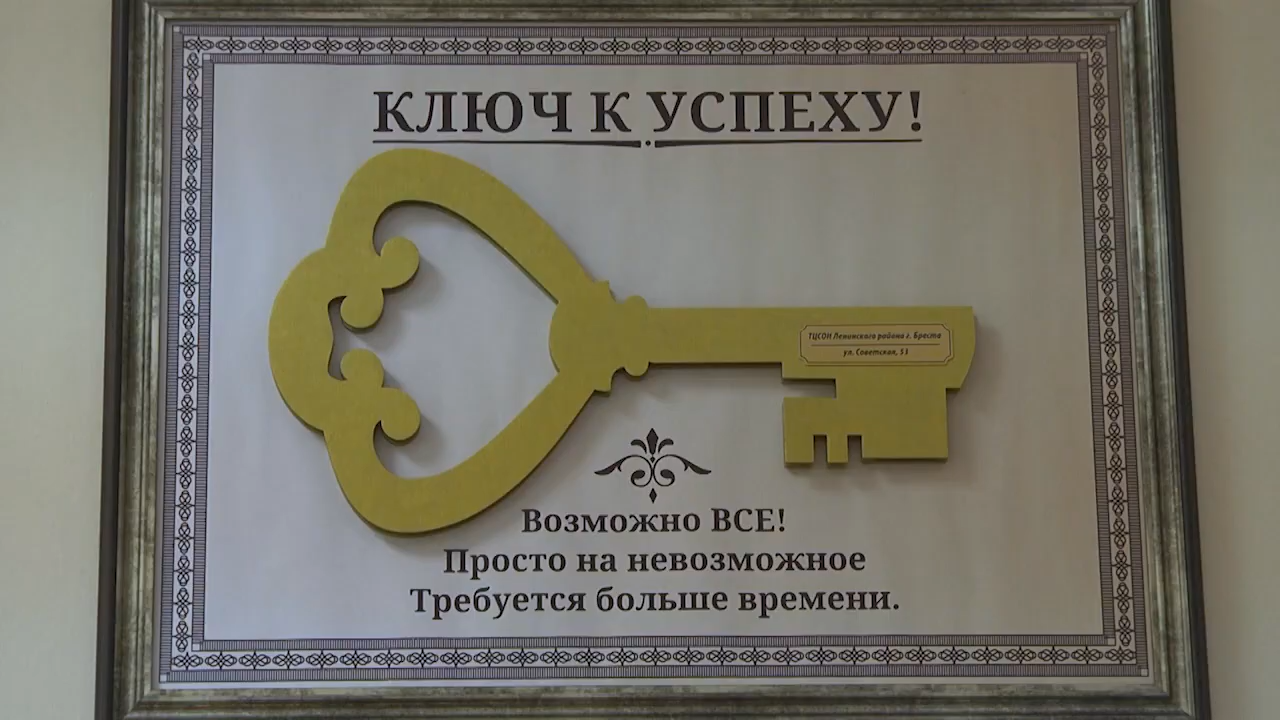 КЛЮЧ К УСПЕХУ!
ТЦСОН Ленинского района г. Бреста
ул. Советская, 53
Возможно ВСЕ!
Просто на невозможное
Требуется больше времени.